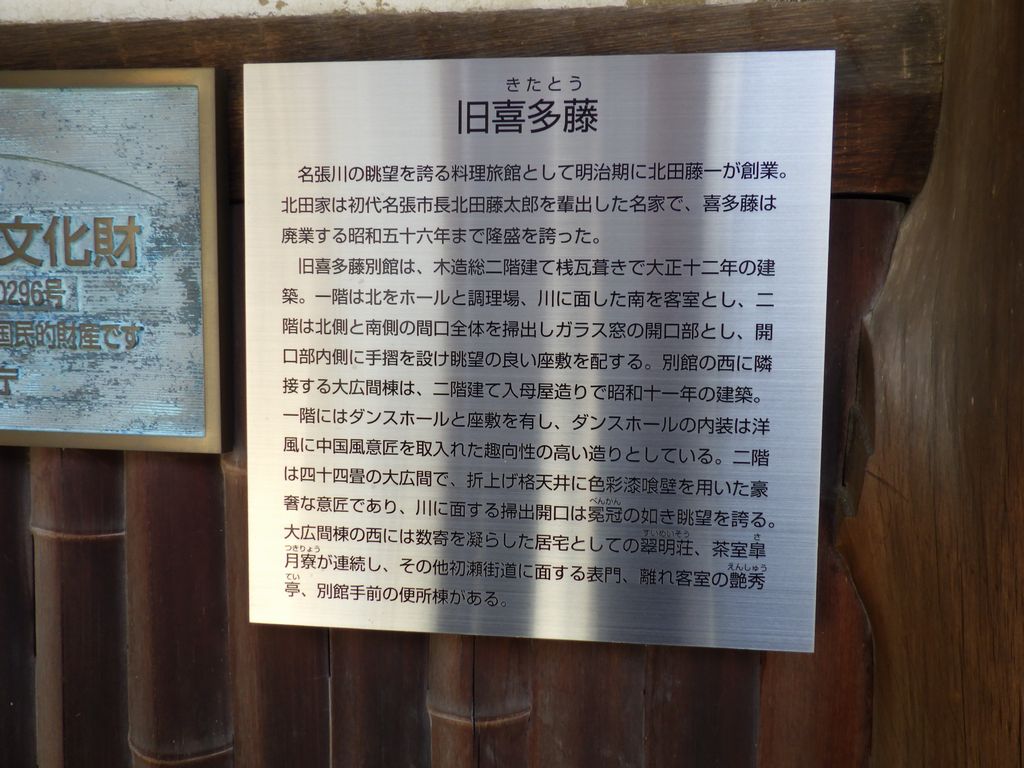 文化財
0296号
国民的財産です
庁
きたとう
旧喜多藤
名張川の眺望を誇る料理旅館として明治期に北田藤一が創業。
北田家は初代名張市長北田藤太郎を輩出した名家で、喜多藤は
廃業する昭和五十六年まで隆盛を誇った。
旧喜多藤別館は、木造総二階建て桟瓦葺きで大正十二年の建
築。一階は北をホールと調理場、川に面した南を客室とし、二
階は北側と南側の間口全体を掃出しガラス窓の開口部とし、開
口部内側に手摺を設け眺望の良い座敷を配する。別館の西に隣
接する大広間棟は、二階建て入母屋造りで昭和十一年の建築。
一階にはダンスホールと座敷を有し、ダンスホールの内装は洋
風に中国風意匠を取入れた趣向性の高い造りとしている。二階
は四十四畳の大広間で、折上げ格天井に色彩漆喰壁を用いた豪
奢な意匠であり、川に面する掃出開口は冕冠の如き眺望を誇る。
べんかん
大広間棟の西には数寄を凝らした居宅としての翠明荘、茶室皐
すいめいそう さ
月寮が連続し、その他初瀬街道に面する表門、離れ客室の艶秀
つきりょう えんしゅう
亭、別館手前の便所棟がある。
てい